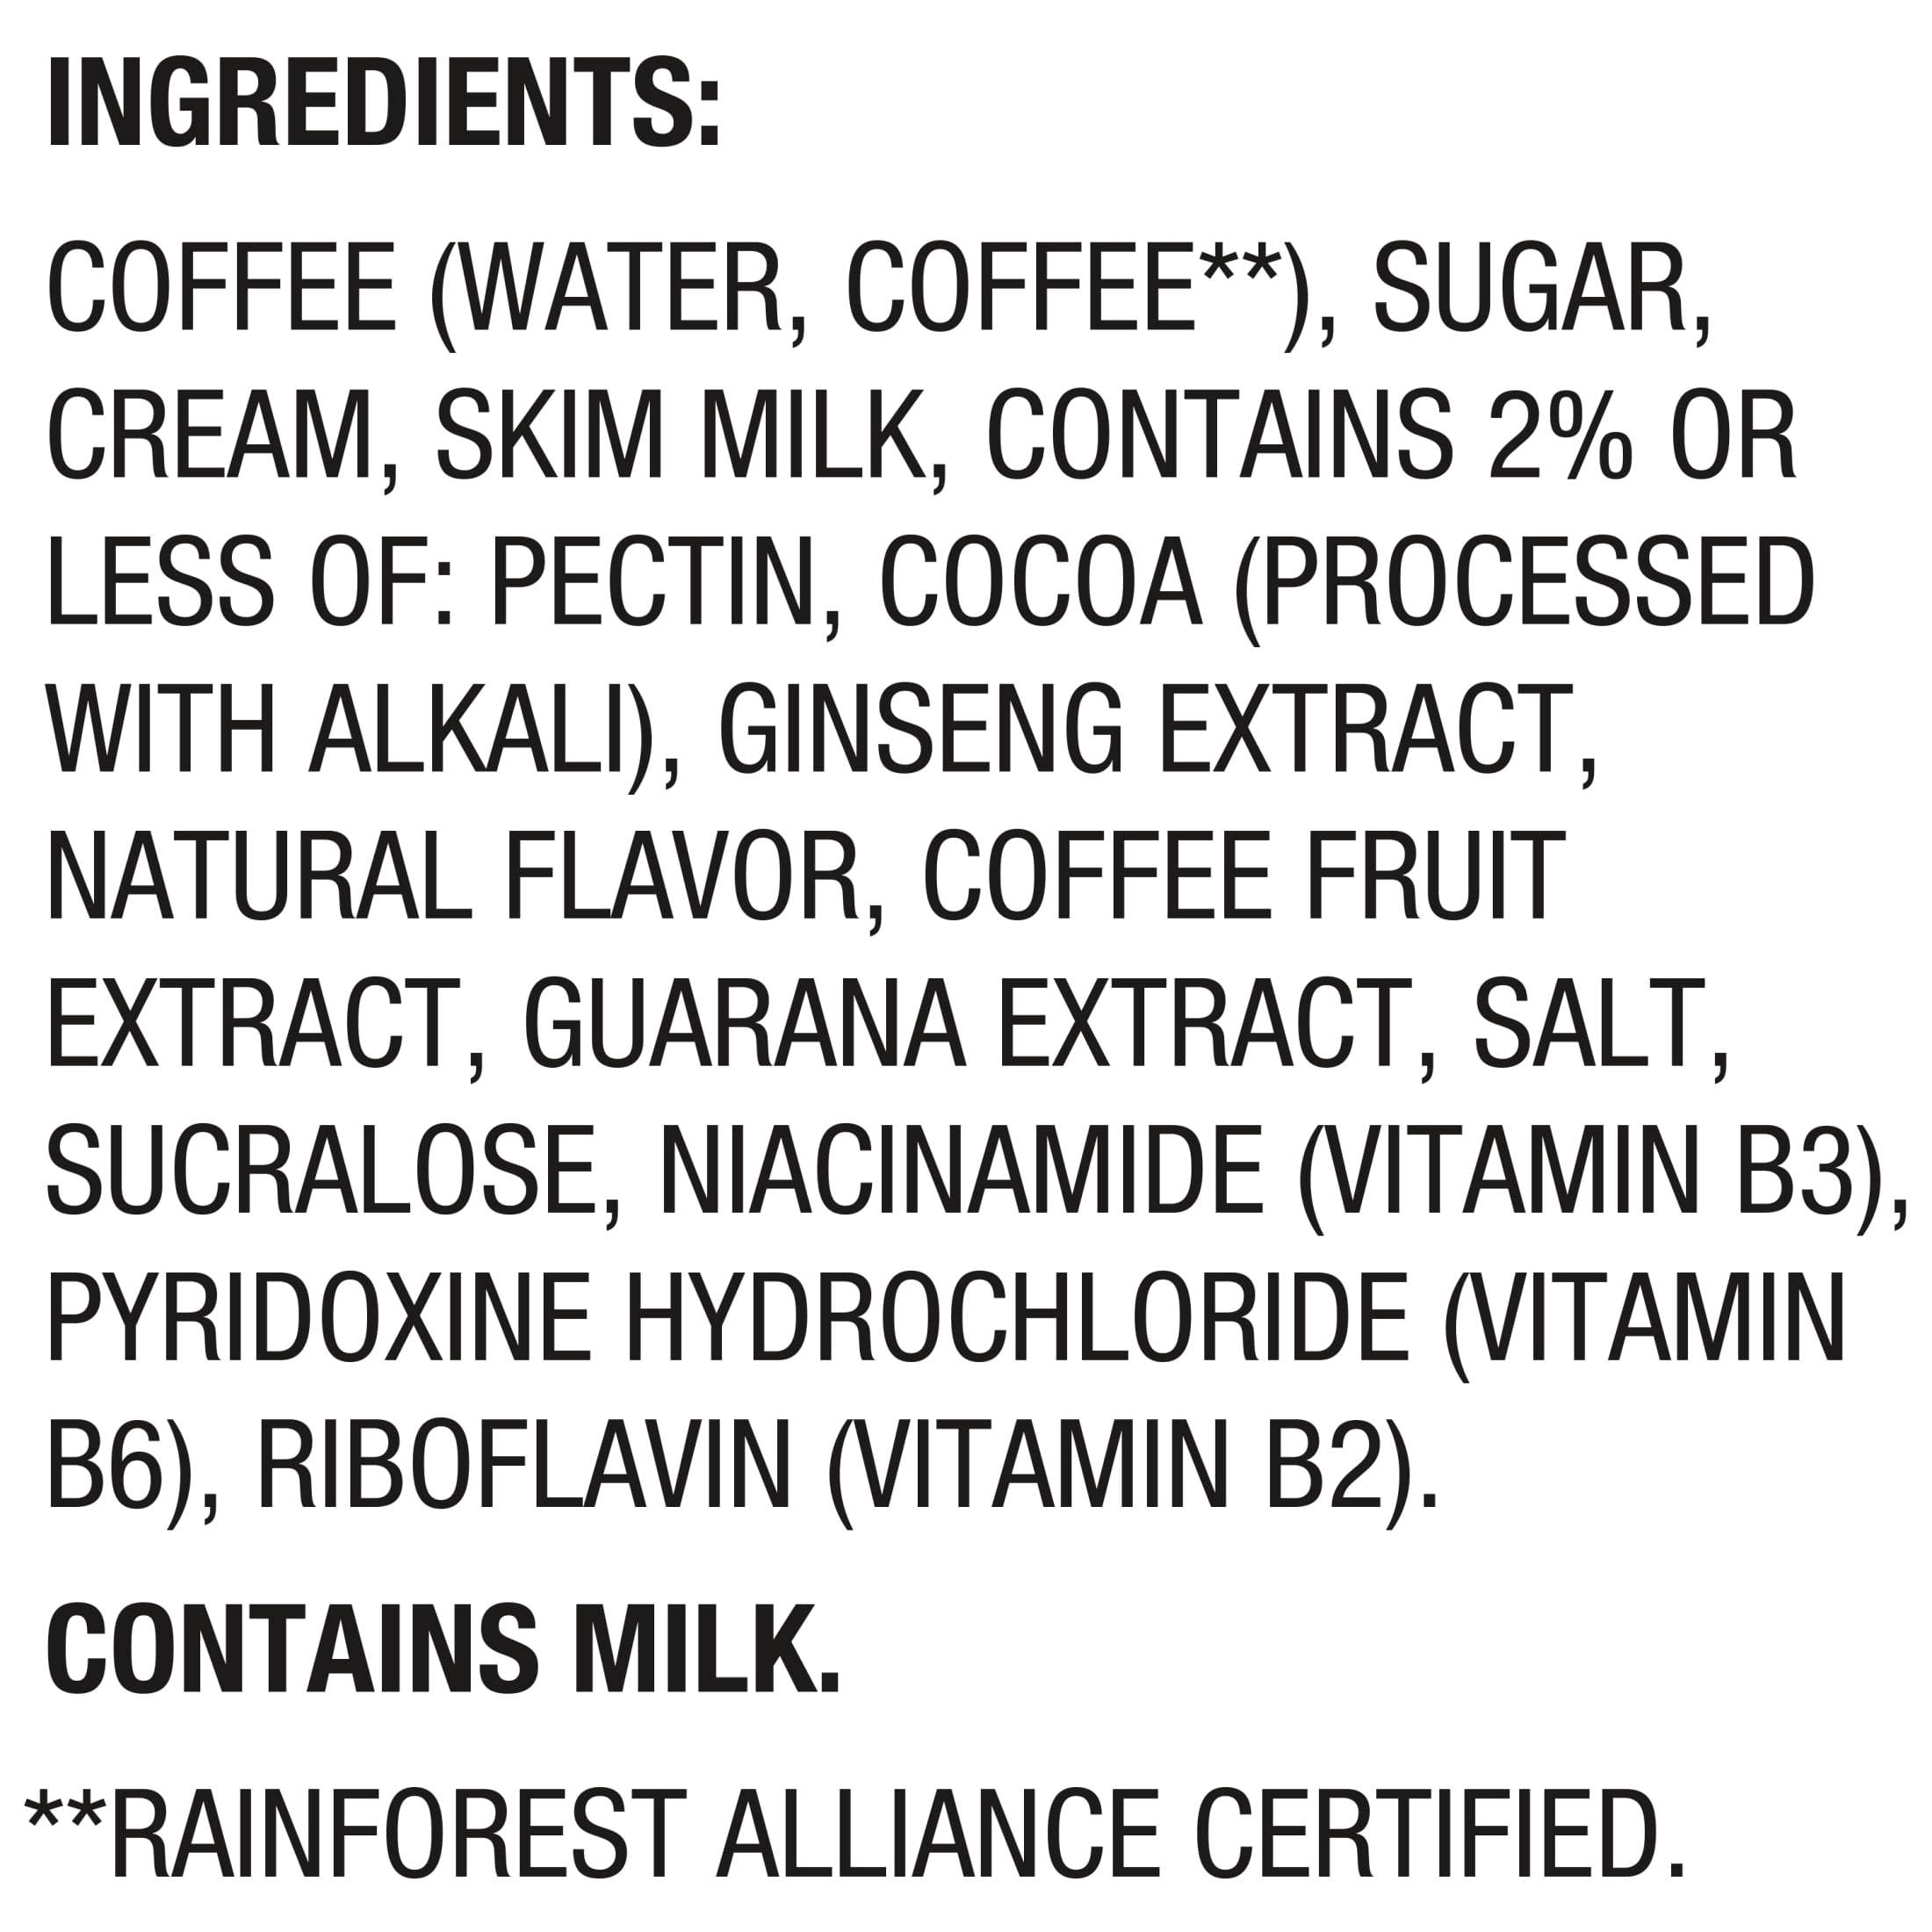 INGREDIENTS:
COFFEE (WATER, COFFEE**), SUGAR,
CREAM, SKIM MILK, CONTAINS 2% OR
LESS OF: PECTIN, COCOA (PROCESSED
WITH ALKALI), GINSENG EXTRACT,
NATURAL FLAVOR, COFFEE FRUIT
EXTRACT, GUARANA EXTRACT, SALT,
SUCRALOSE, NIACINAMIDE (VITAMIN B3),
PYRIDOXINE HYDROCHLORIDE (VITAMIN
B6), RIBOFLAVIN (VITAMIN B2).
CONTAINS MILK.
**RAINFOREST ALLIANCE CERTIFIED.